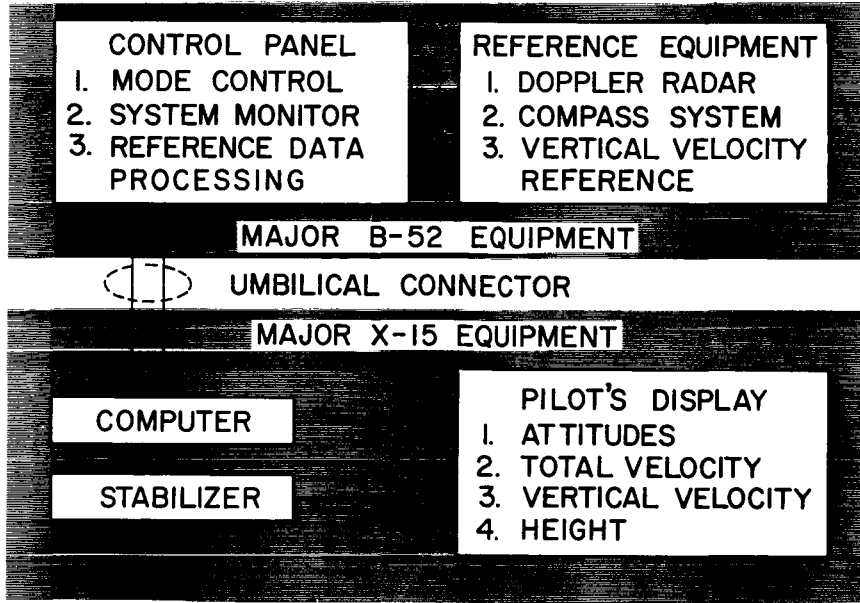 CONTROL PANEL
1. MODE CONTROL
2. SYSTEM MONITOR
3. REFERENCE DATA
PROCESSING
REFERENCE EQUIPMENT
1. DOPPLER RADAR
2. COMPASS SYSTEM
3. VERTICAL VELOCITY
REFERENCE
MAJOR B-52 EQUIPMENT
UMBILICAL CONNECTOR
MAJOR X-15 EQUIPMENT
COMPUTER
STABILIZER
PILOT'S DISPLAY
1. ATTITUDES
2. TOTAL VELOCITY
3. VERTICAL VELOCITY
4. HEIGHT